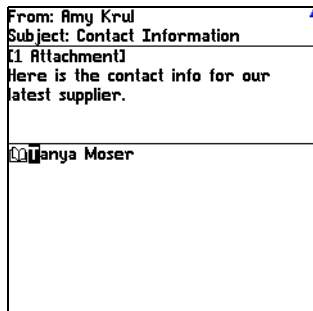 From: Amy Krul
Subject: Contact Information
[1 Attachment]
Here is the contact info for our
latest supplier.
Tanya Moser